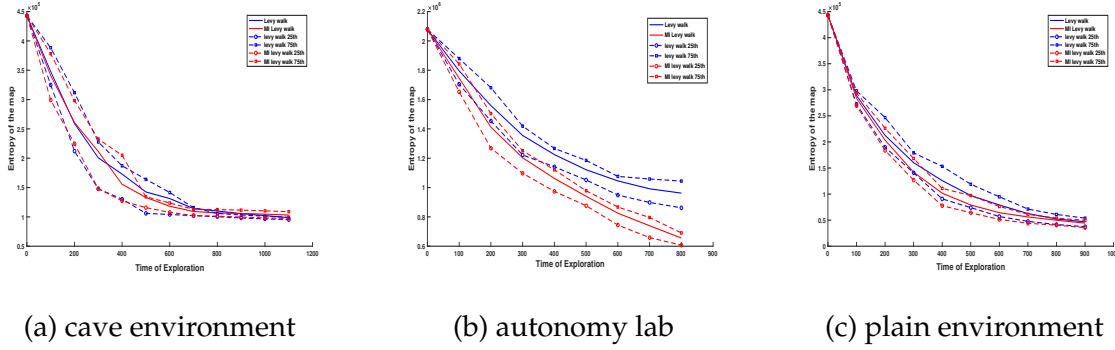 ×10^5
4.5
4
3.5
3
2.5
2
1.5
1
0.5
0 200 400 600 800 1000 1200
Entropy of the map
Time of Exploration
Levy walk
MI Levy walk
levy walk 25th
levy walk 75th
MI levy walk 25th
MI levy walk 75th
(a) cave environment
×10^6
2.2
2
1.8
1.6
1.4
1.2
1
0.8
0.6
0 100 200 300 400 500 600 700 800 900
Entropy of the map
Time of Exploration
Levy walk
MI Levy walk
levy walk 25th
levy walk 75th
MI levy walk 25th
MI levy walk 75th
(b) autonomy lab
×10^5
4.5
4
3.5
3
2.5
2
1.5
1
0.5
0
0 100 200 300 400 500 600 700 800 900 1000
Entropy of the map
Time of Exploration
Levy walk
MI Levy walk
levy walk 25th
levy walk 75th
MI levy walk 25th
MI levy walk 75th
(c) plain environment